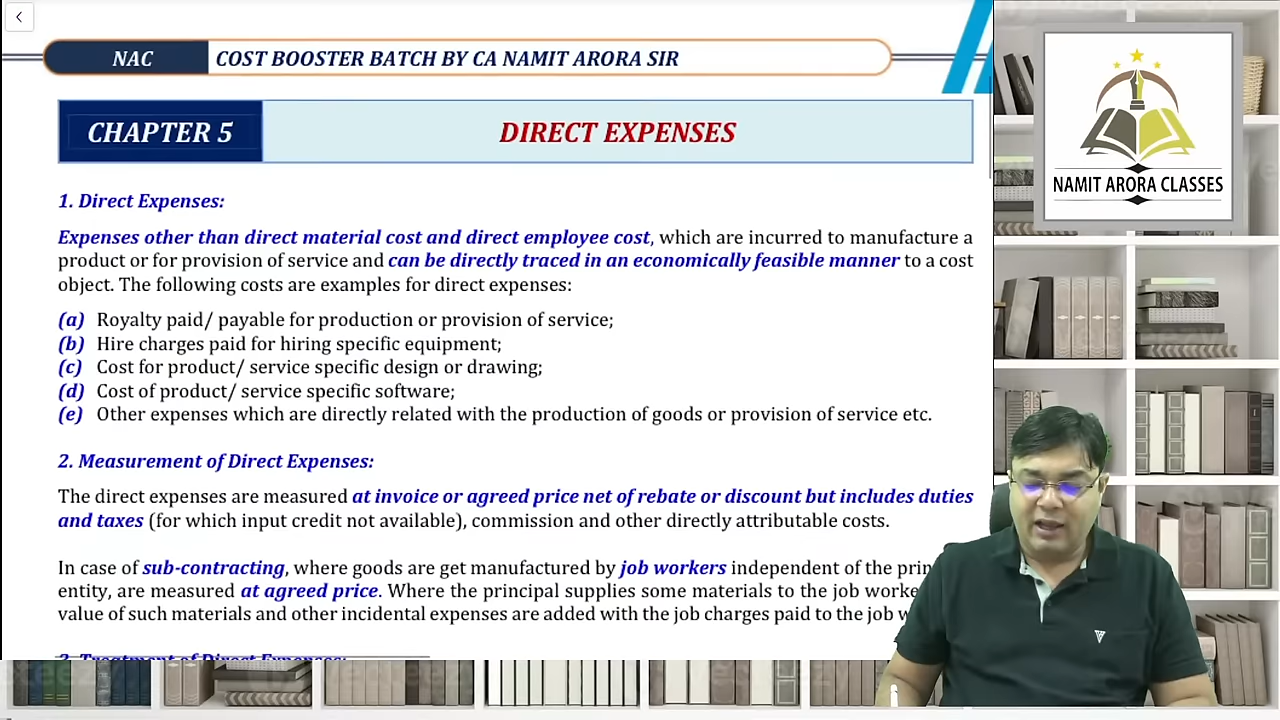 NAC COST BOOSTER BATCH BY CA NAMIT ARORA SIR
CHAPTER 5 DIRECT EXPENSES
1. Direct Expenses:
Expenses other than direct material cost and direct employee cost, which are incurred to manufacture a
product or for provision of service and can be directly traced in an economically feasible manner to a cost
object. The following costs are examples for direct expenses:
(a) Royalty paid/ payable for production or provision of service;
(b) Hire charges paid for hiring specific equipment;
(c) Cost for product/ service specific design or drawing;
(d) Cost of product/ service specific software;
(e) Other expenses which are directly related with the production of goods or provision of service etc.
2. Measurement of Direct Expenses:
The direct expenses are measured at invoice or agreed price net of rebate or discount but includes duties
and taxes (for which input credit not available), commission and other directly attributable costs.
In case of sub-contracting, where goods are get manufactured by job workers independent of the
entity, are measured at agreed price. Where the principal supplies some materials to the job
value of such materials and other incidental expenses are added with the job charges paid to the job
3. Treatment of Direct Expenses:
NAMIT ARORA CLASSES